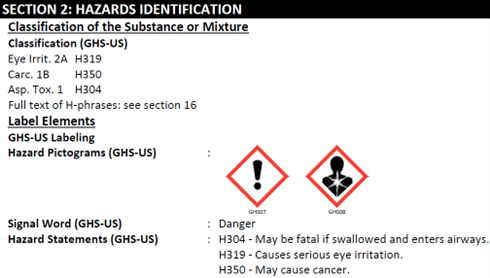 SECTION 2: HAZARDS IDENTIFICATION
Classification of the Substance or Mixture
Classification (GHS-US)
Eye Irrit. 2A H319
Carc. 1B H350
Asp. Tox. 1 H304
Full text of H-phrases: see section 16
Label Elements
GHS-US Labeling
Hazard Pictograms (GHS-US) :
GHS07 GHS08
Signal Word (GHS-US) : Danger
Hazard Statements (GHS-US) : H304 - May be fatal if swallowed and enters airways.
H319 - Causes serious eye irritation.
H350 - May cause cancer.